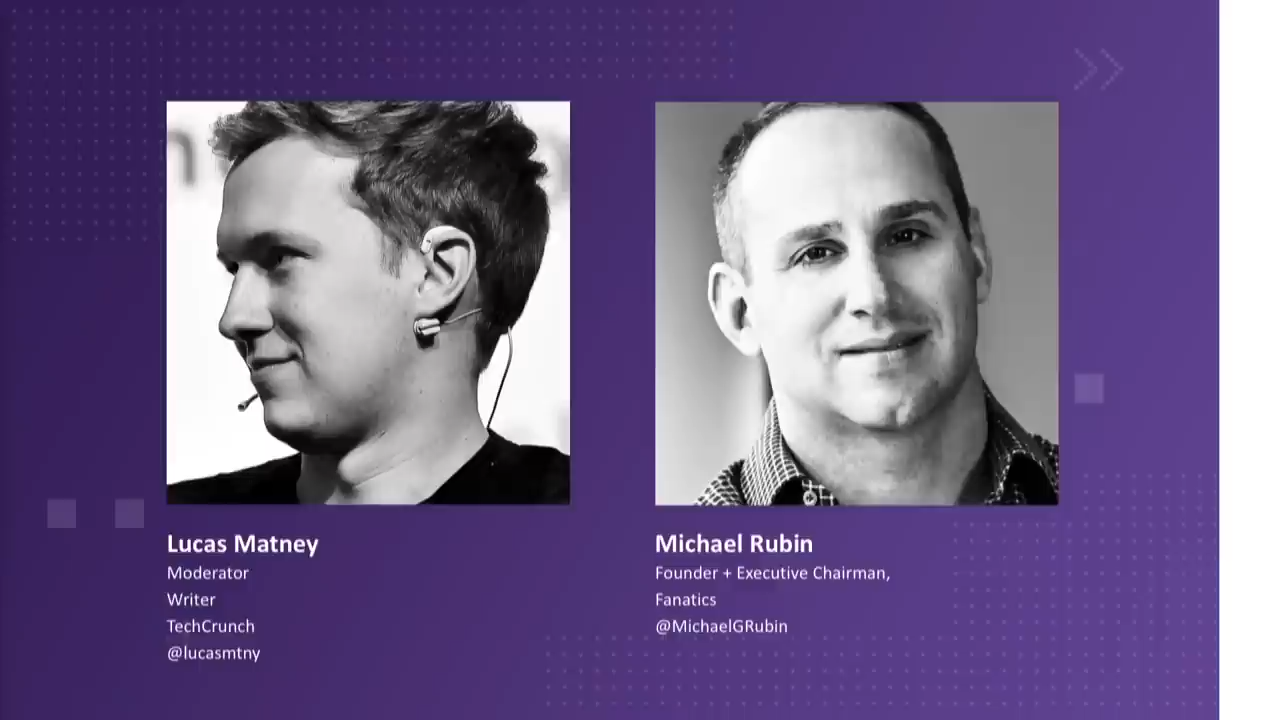 Lucas Matney
Moderator
Writer
TechCrunch
@lucasmtny
Michael Rubin
Founder + Executive Chairman,
Fanatics
@MichaelGRubin